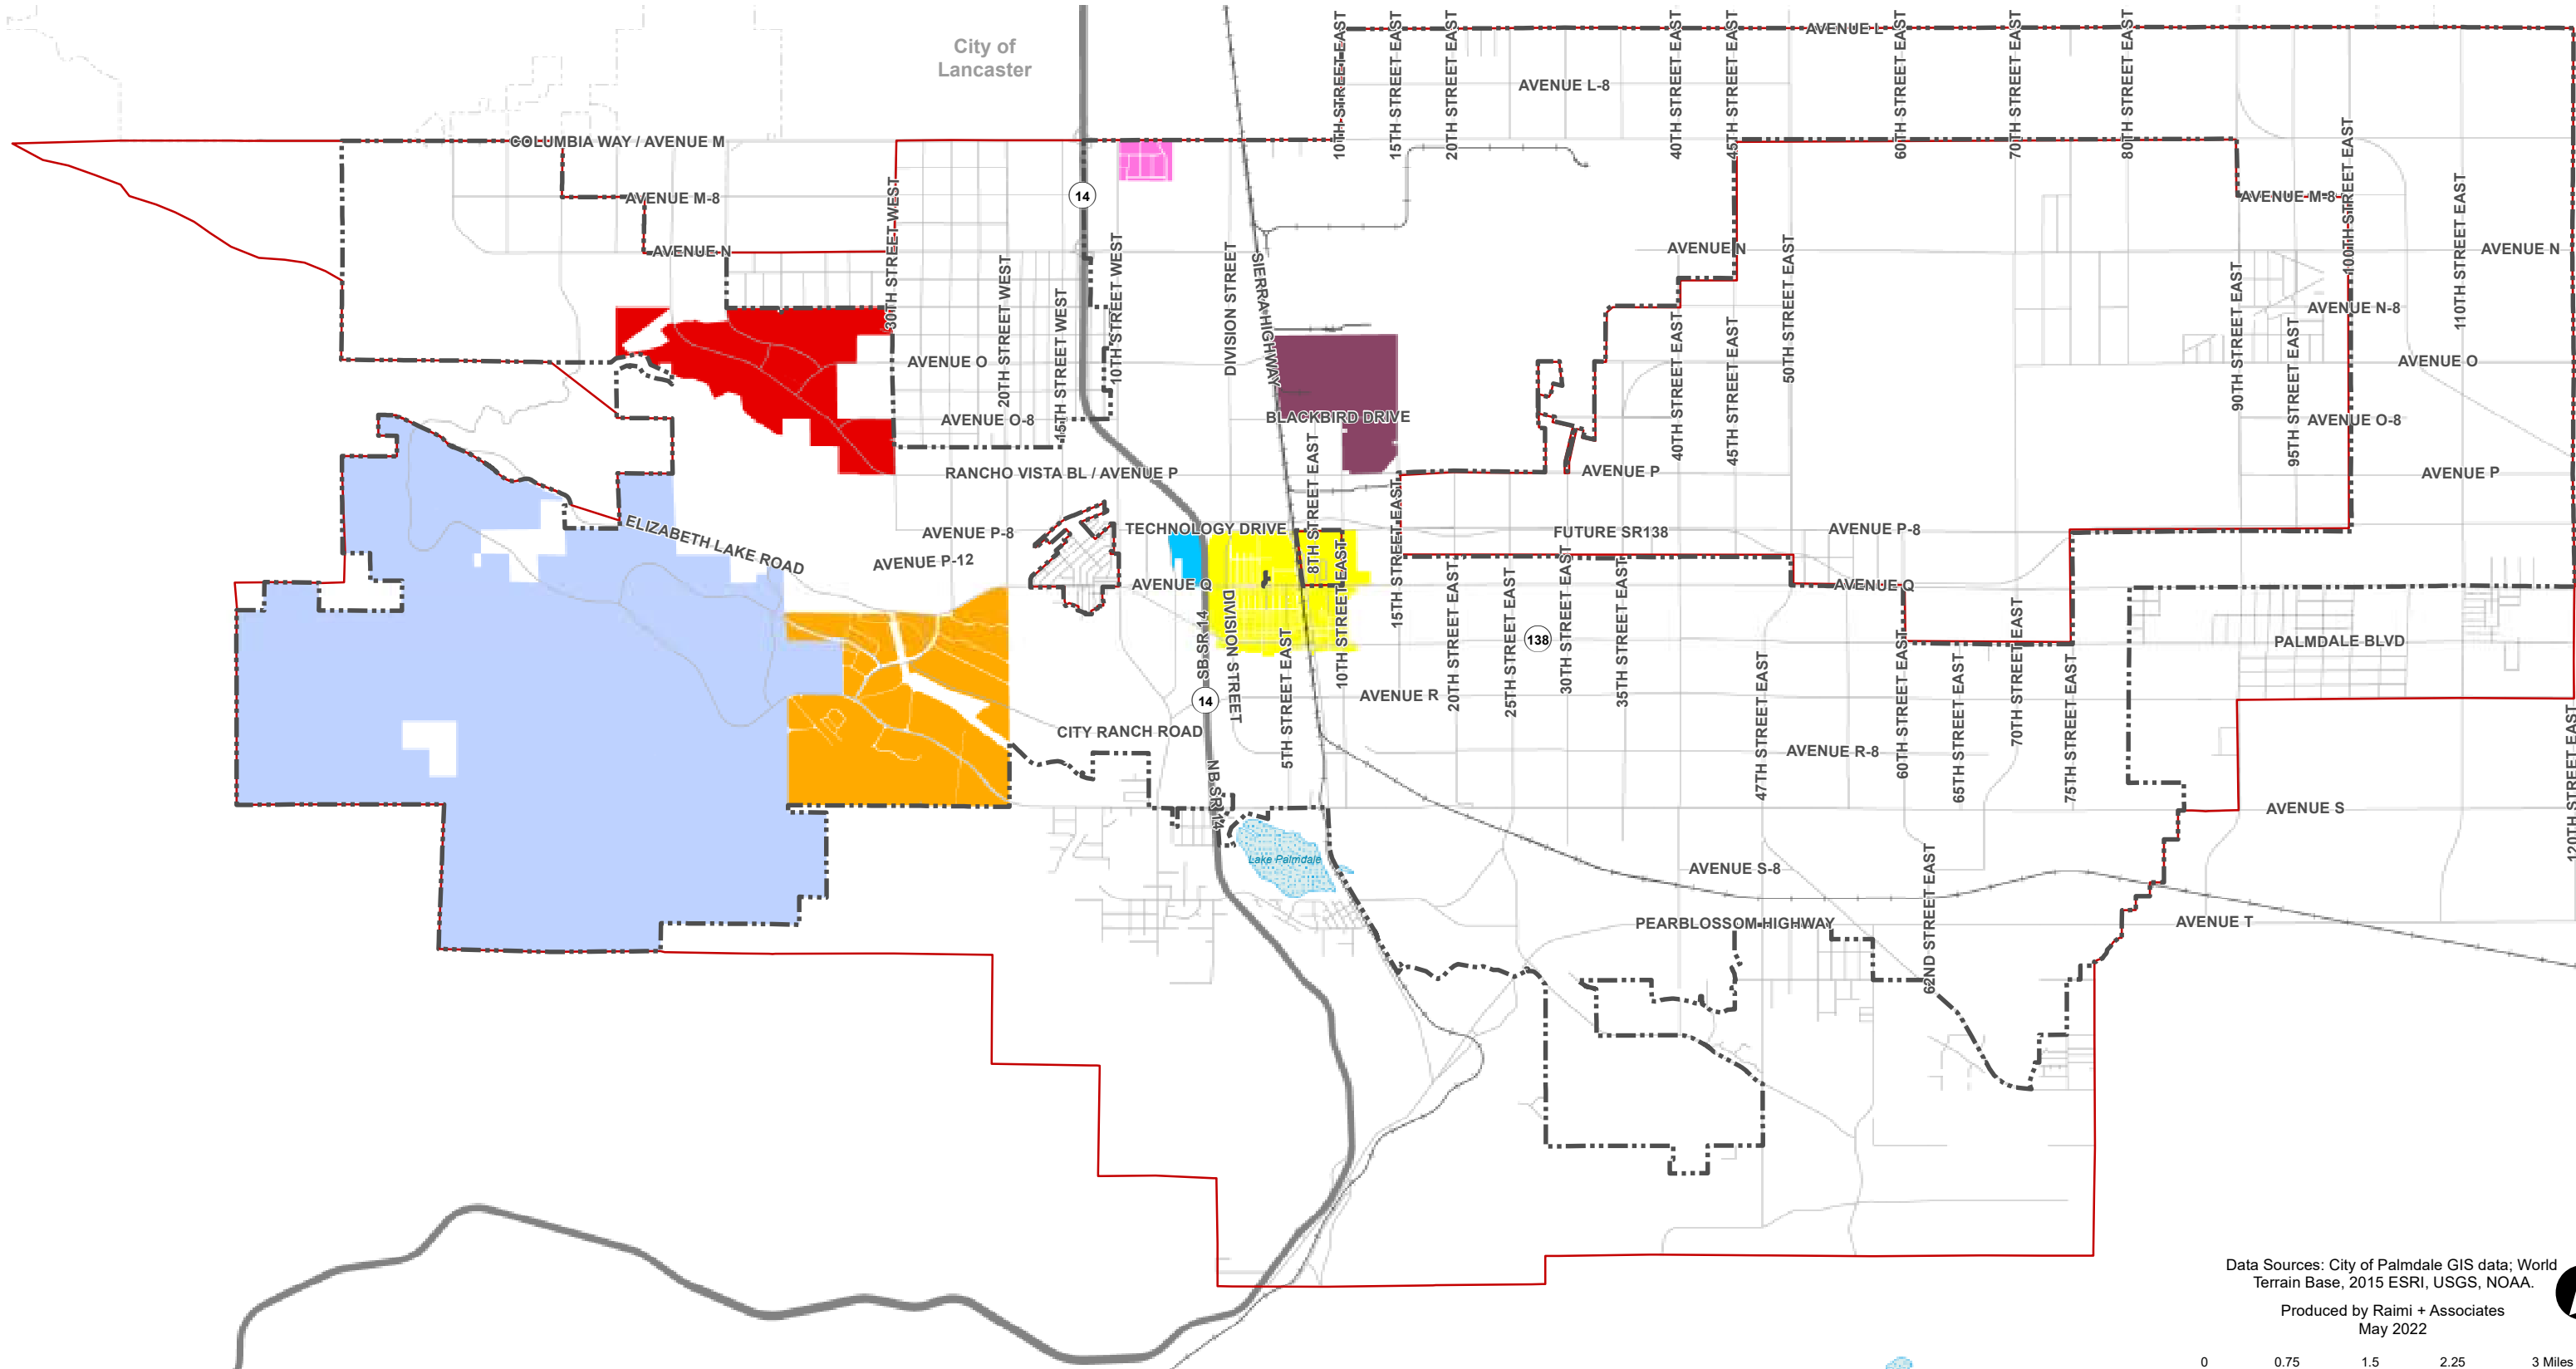 City of
Lancaster
AVENUE L
10TH STREET EAST
15TH STREET EAST
20TH STREET EAST
40TH STREET EAST
45TH STREET EAST
60TH STREET EAST
70TH STREET EAST
80TH STREET EAST
AVENUE L-8
COLUMBIA WAY / AVENUE M
AVENUE M-8
14
AVENUE M-8
AVENUE N
30TH STREET WEST
20TH STREET WEST
15TH STREET WEST
10TH STREET WEST
DIVISION STREET
SIERRA HIGHWAY
AVENUE N
50TH STREET EAST
100TH STREET EAST
110TH STREET EAST
AVENUE N
90TH STREET EAST
95TH STREET EAST
AVENUE N-8
AVENUE O
AVENUE O
40TH STREET EAST
45TH STREET EAST
AVENUE O-8
BLACKBIRD DRIVE
AVENUE O-8
RANCHO VISTA BL / AVENUE P
8TH STREET EAST
AVENUE P
AVENUE P
ELIZABETH LAKE ROAD
AVENUE P-8
TECHNOLOGY DRIVE
15TH STREET EAST
FUTURE SR138
AVENUE P-8
AVENUE P-12
AVENUE Q
10TH STREET EAST
AVENUE Q
SB SR 14
DIVISION STREET
5TH STREET EAST
20TH STREET EAST
25TH STREET EAST
138
30TH STREET EAST
35TH STREET EAST
47TH STREET EAST
60TH STREET EAST
65TH STREET EAST
70TH STREET EAST
75TH STREET EAST
PALMDALE BLVD
14
AVENUE R
CITY RANCH ROAD
AVENUE R-8
NB SR 14
AVENUE S
120TH STREET EAST
Lake Palmdale
AVENUE S-8
62ND STREET EAST
PEARBLOSSOM HIGHWAY
AVENUE T
Data Sources: City of Palmdale GIS data; World
Terrain Base, 2015 ESRI, USGS, NOAA.
Produced by Raimi + Associates
May 2022
0 0.75 1.5 2.25 3 Miles